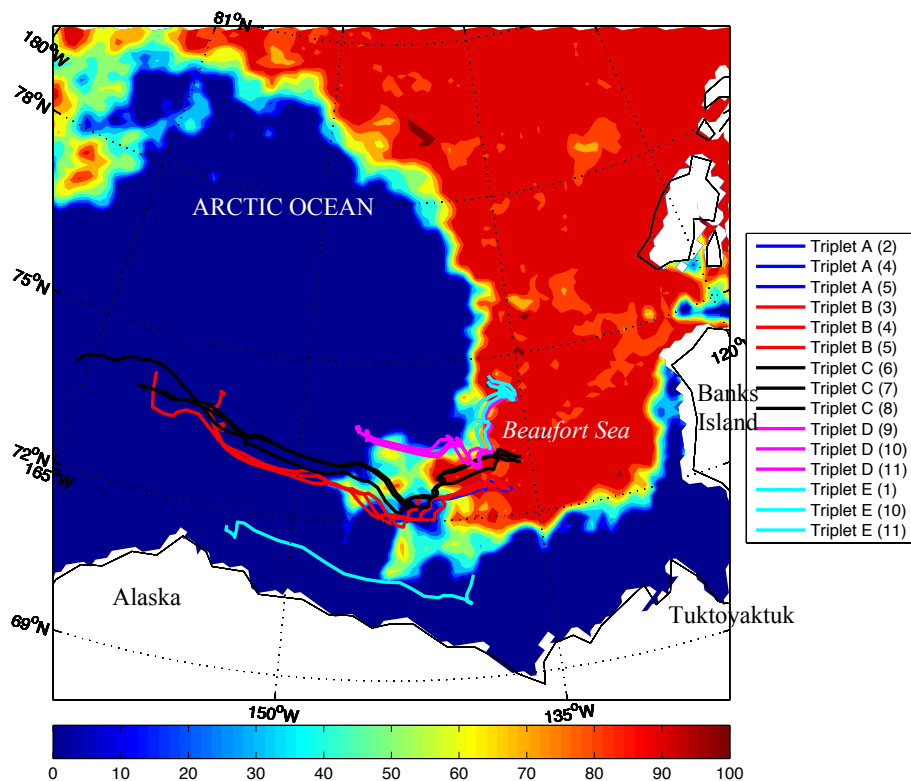 81°N
180°W
78°N
ARCTIC OCEAN
75°N
Triplet A (2)
Triplet A (4)
Triplet A (5)
Triplet B (3)
Triplet B (4)
Triplet B (5)
Triplet C (6)
Triplet C (7)
Triplet C (8)
Triplet D (9)
Triplet D (10)
Triplet D (11)
Triplet E (1)
Triplet E (10)
Triplet E (11)
120°
Banks
Island
Beaufort Sea
72°N
165°W
Alaska
Tuktoyaktuk
69°N
150°W
135°W
0 10 20 30 40 50 60 70 80 90 100